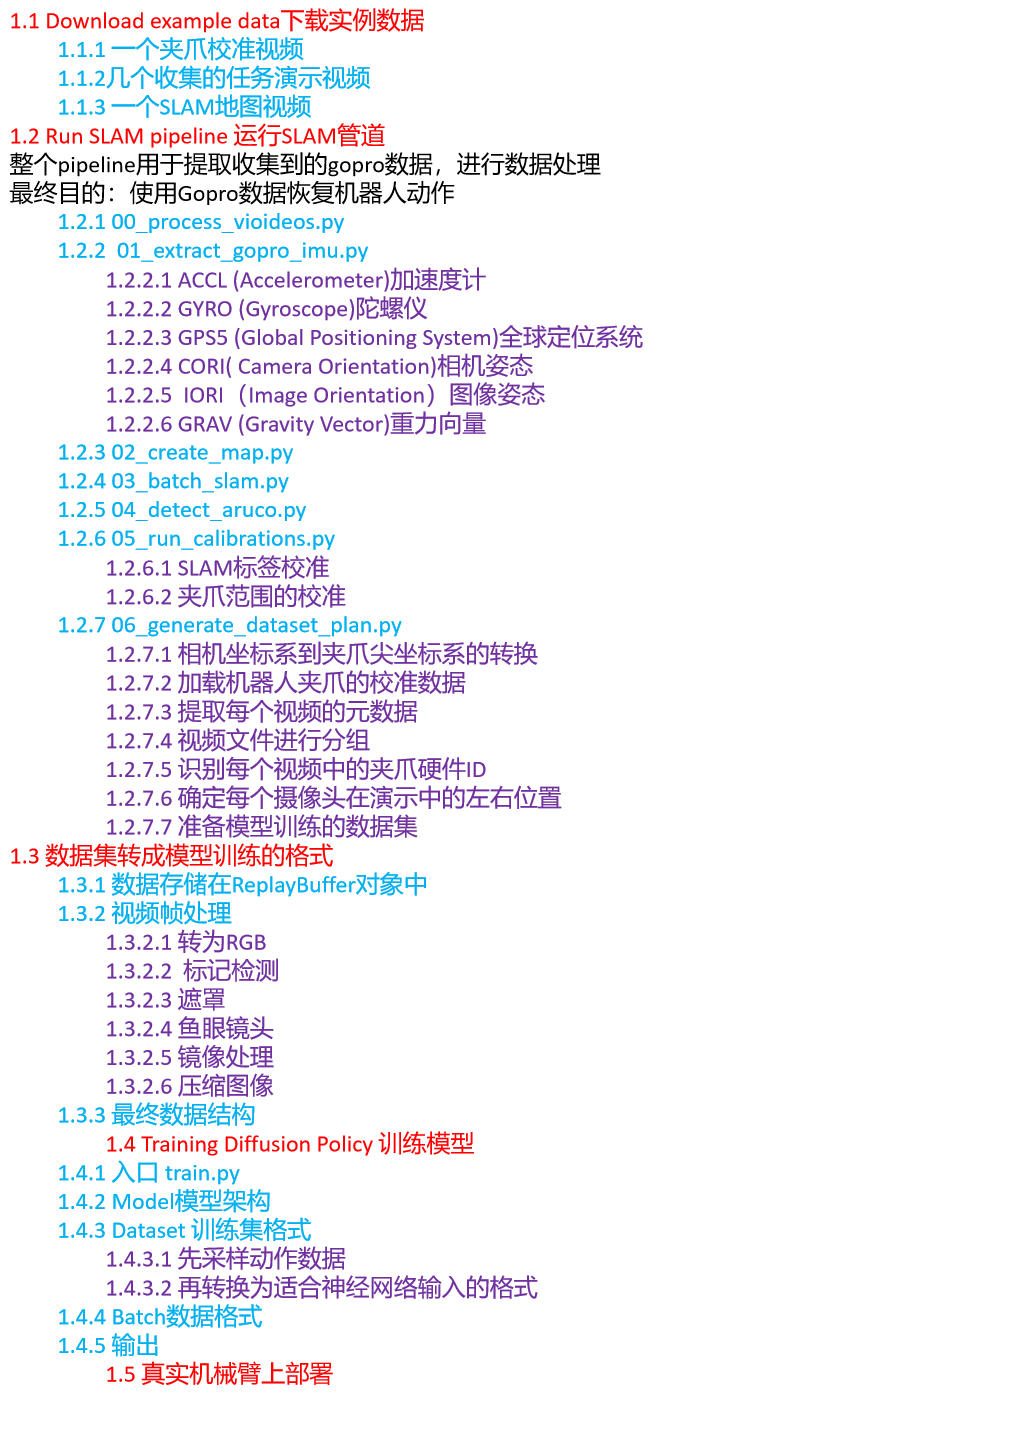 1.1 Download example data下载实例数据
1.1.1 一个夹爪校准视频
1.1.2几个收集的任务演示视频
1.1.3 一个SLAM地图视频
1.2 Run SLAM pipeline 运行SLAM管道
整个pipeline用于提取收集到的gopro数据，进行数据处理
最终目的：使用Gopro数据恢复机器人动作
1.2.1 00_process_vioideos.py
1.2.2  01_extract_gopro_imu.py
1.2.2.1 ACCL (Accelerometer)加速度计
1.2.2.2 GYRO (Gyroscope)陀螺仪
1.2.2.3 GPS5 (Global Positioning System)全球定位系统
1.2.2.4 CORI( Camera Orientation)相机姿态
1.2.2.5  IORI（Image Orientation）图像姿态
1.2.2.6 GRAV (Gravity Vector)重力向量
1.2.3 02_create_map.py
1.2.4 03_batch_slam.py
1.2.5 04_detect_aruco.py
1.2.6 05_run_calibrations.py
1.2.6.1 SLAM标签校准
1.2.6.2 夹爪范围的校准
1.2.7 06_generate_dataset_plan.py
1.2.7.1 相机坐标系到夹爪尖坐标系的转换
1.2.7.2 加载机器人夹爪的校准数据
1.2.7.3 提取每个视频的元数据
1.2.7.4 视频文件进行分组
1.2.7.5 识别每个视频中的夹爪硬件ID
1.2.7.6 确定每个摄像头在演示中的左右位置
1.2.7.7 准备模型训练的数据集
1.3 数据集转成模型训练的格式
1.3.1 数据存储在ReplayBuffer对象中
1.3.2 视频帧处理
1.3.2.1 转为RGB
1.3.2.2  标记检测
1.3.2.3 遮罩
1.3.2.4 鱼眼镜头
1.3.2.5 镜像处理
1.3.2.6 压缩图像
1.3.3 最终数据结构
1.4 Training Diffusion Policy 训练模型
1.4.1 入口 train.py
1.4.2 Model模型架构
1.4.3 Dataset 训练集格式
1.4.3.1 先采样动作数据
1.4.3.2 再转换为适合神经网络输入的格式
1.4.4 Batch数据格式
1.4.5 输出
1.5 真实机械臂上部署